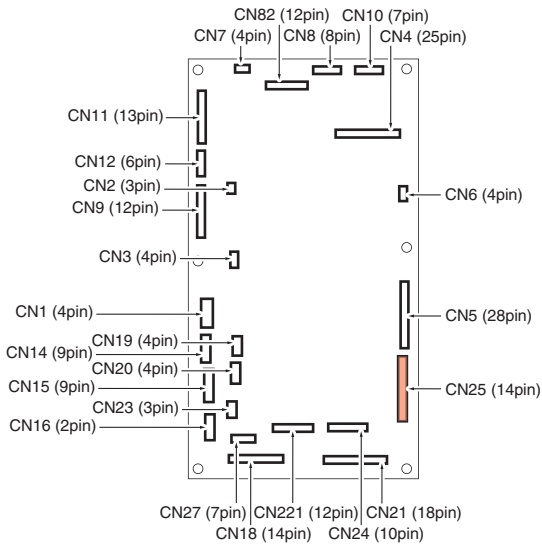 CN82 (12pin) CN10 (7pin)
CN7 (4pin) CN8 (8pin) CN4 (25pin)
CN11 (13pin)
CN12 (6pin)
CN2 (3pin)
CN6 (4pin)
CN9 (12pin)
CN3 (4pin)
CN1 (4pin)
CN5 (28pin)
CN19 (4pin)
CN14 (9pin)
CN20 (4pin)
CN15 (9pin)
CN25 (14pin)
CN23 (3pin)
CN16 (2pin)
CN27 (7pin) CN221 (12pin) CN21 (18pin)
CN18 (14pin) CN24 (10pin)